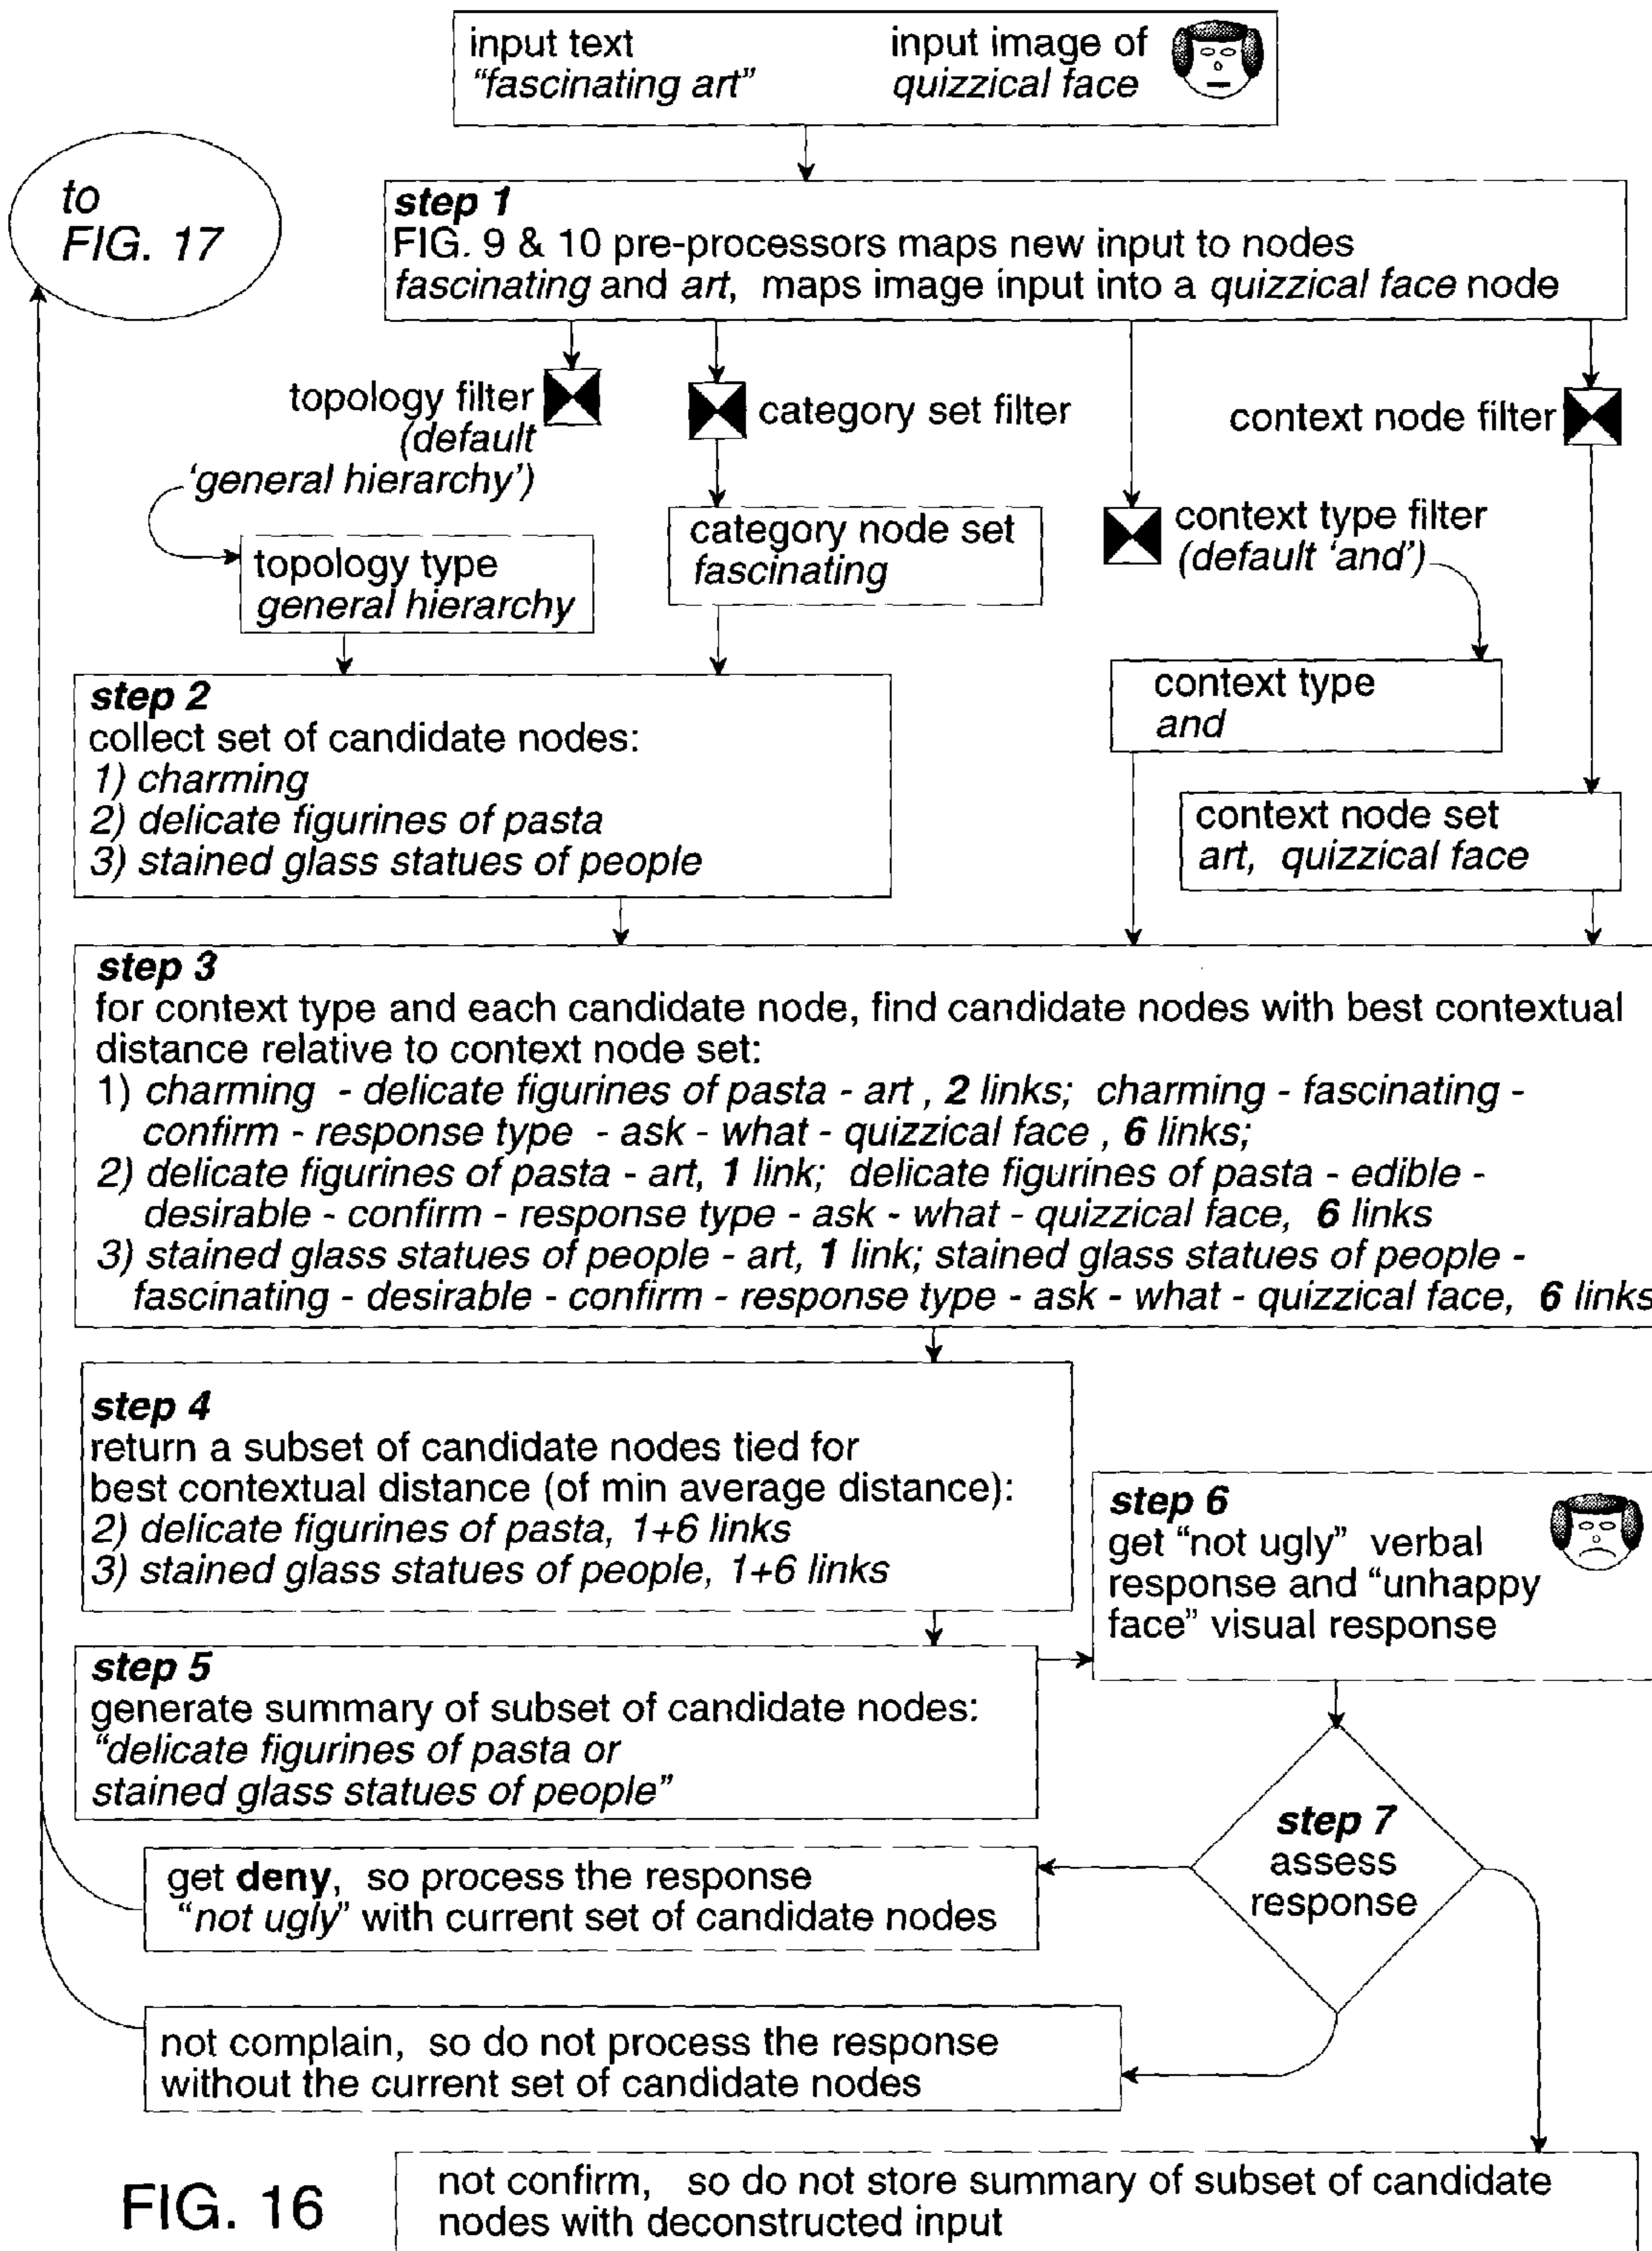 input text
“fascinating art”
input image of
quizzical face
to
FIG. 17
step 1
FIG. 9 & 10 pre-processors maps new input to nodes
fascinating and art, maps image input into a quizzical face node
topology filter
(default
‘general hierarchy’)
category set filter
context node filter
context type filter
(default ‘and’)
category node set
fascinating
topology type
general hierarchy
step 2
collect set of candidate nodes:
1) charming
2) delicate figurines of pasta
3) stained glass statues of people
context type
and
context node set
art, quizzical face
step 3
for context type and each candidate node, find candidate nodes with best contextual
distance relative to context node set:
1) charming - delicate figurines of pasta - art , 2 links; charming - fascinating -
confirm - response type - ask - what - quizzical face , 6 links;
2) delicate figurines of pasta - art, 1 link; delicate figurines of pasta - edible -
desirable - confirm - response type - ask - what - quizzical face, 6 links
3) stained glass statues of people - art, 1 link; stained glass statues of people -
fascinating - desirable - confirm - response type - ask - what - quizzical face, 6 links
step 4
return a subset of candidate nodes tied for
best contextual distance (of min average distance):
2) delicate figurines of pasta, 1+6 links
3) stained glass statues of people, 1+6 links
step 6
get “not ugly” verbal
response and “unhappy
face” visual response
step 5
generate summary of subset of candidate nodes:
“delicate figurines of pasta or
stained glass statues of people”
step 7
assess
response
get deny, so process the response
“not ugly” with current set of candidate nodes
not complain, so do not process the response
without the current set of candidate nodes
not confirm, so do not store summary of subset of candidate
nodes with deconstructed input
FIG. 16